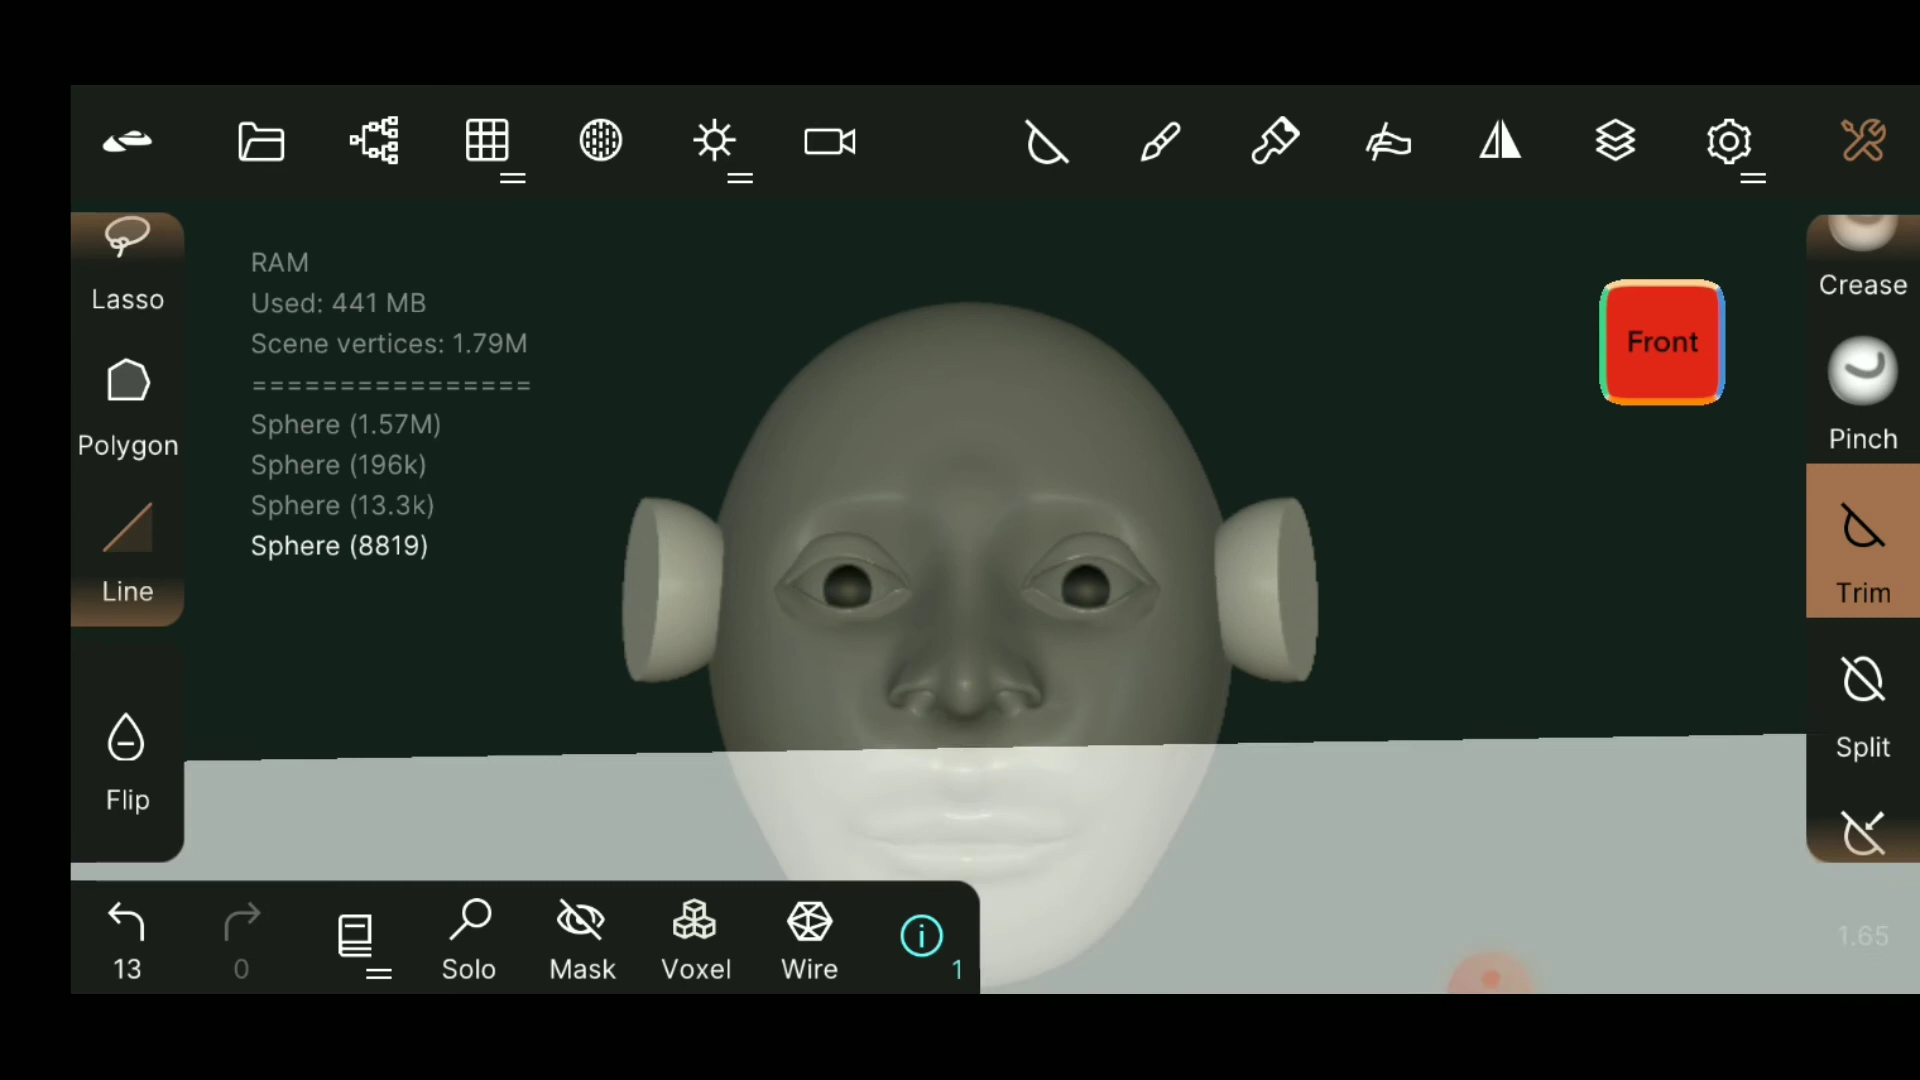 RAM
Used: 441 MB
Scene vertices: 1.79M
================
Sphere (1.57M)
Sphere (196k)
Sphere (13.3k)
Sphere (8819)
Lasso
Polygon
Line
Flip
Front
Crease
Pinch
Trim
Split
1.65
13
0
Solo
Mask
Voxel
Wire
1